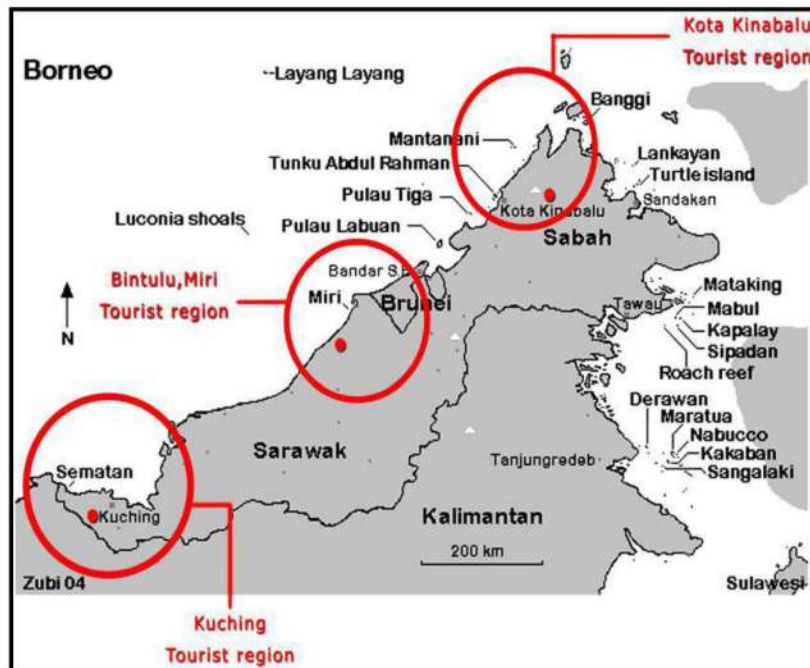 Kota Kinabalu
Tourist region
Borneo
Layang Layang
Banggi
Mantanani
Lankayan
Tunku Abdul Rahman
Turtle island
Pulau Tiga
Kota Kinabalu
Sandakan
Luconia shoals
Pulau Labuan
Sabah
Bintulu,Miri
Tourist region
Bandar S.B.
Miri
Brunei
Tawau
Mataking
Mabul
Kapalay
Sipadan
Roach reef
N
Derawan
Maratua
Nabucco
Kakaban
Sangalaki
Sematan
Sarawak
Tanjungredeb
Kuching
Kalimantan
200 km
Zubi 04
Sulawesi
Kuching
Tourist region